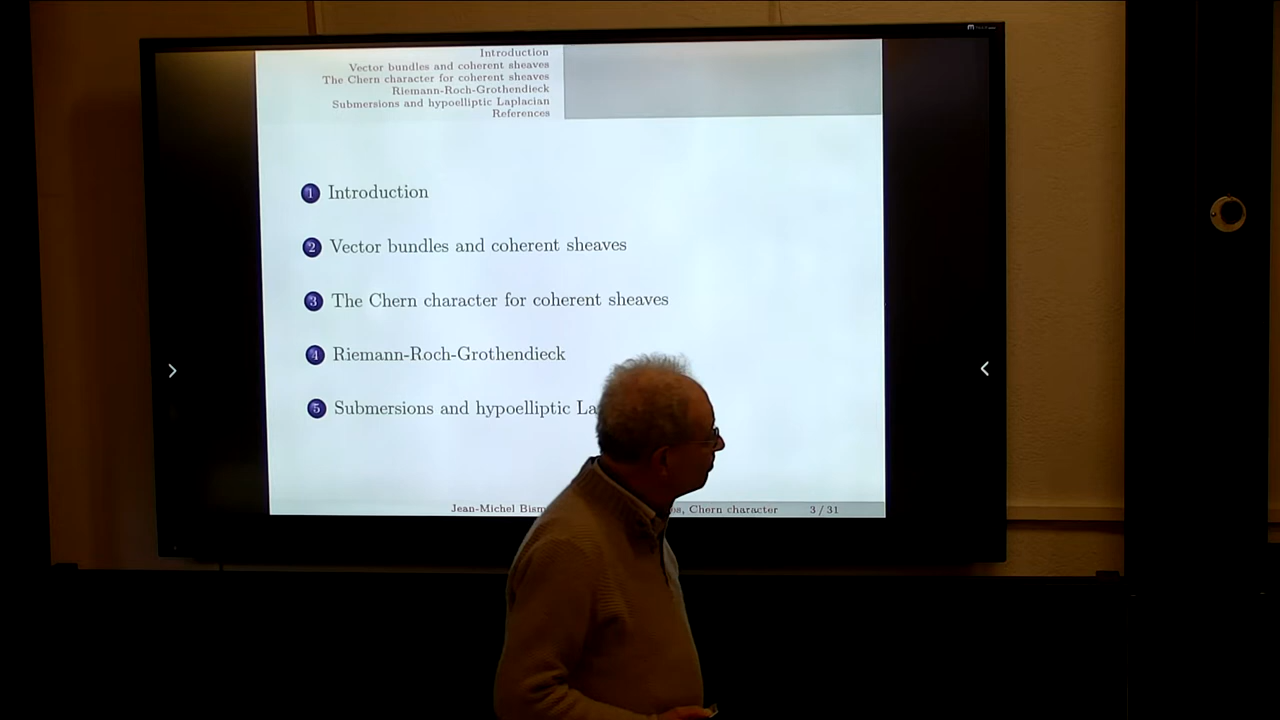 Introduction
Vector bundles and coherent sheaves
The Chern character for coherent sheaves
Riemann-Roch-Grothendieck
Submersions and hypoelliptic Laplacian
References
1 Introduction
2 Vector bundles and coherent sheaves
3 The Chern character for coherent sheaves
4 Riemann-Roch-Grothendieck
5 Submersions and hypoelliptic La
Jean-Michel Bism , Chern character 3 / 31